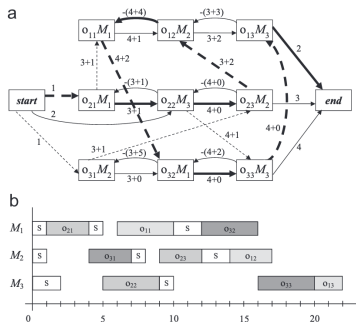 a
-(4+4) -(3+3)
o11M1 o12M2 o13M3
4+1 3+2
3+1 4+2 3+2 2
-(3+1) -(4+0)
start 1 o21M1 o22M3 o23M2 3 end
2 3+1 4+0
1 3+1 4+1 4+0 4
-(3+5) -(4+2)
o31M2 o32M1 o33M3
3+0 4+0
b
M1 S o21 S o11 S o32
M2 S o31 S o23 S o12
M3 S o22 S o33 o13
0 5 10 15 20